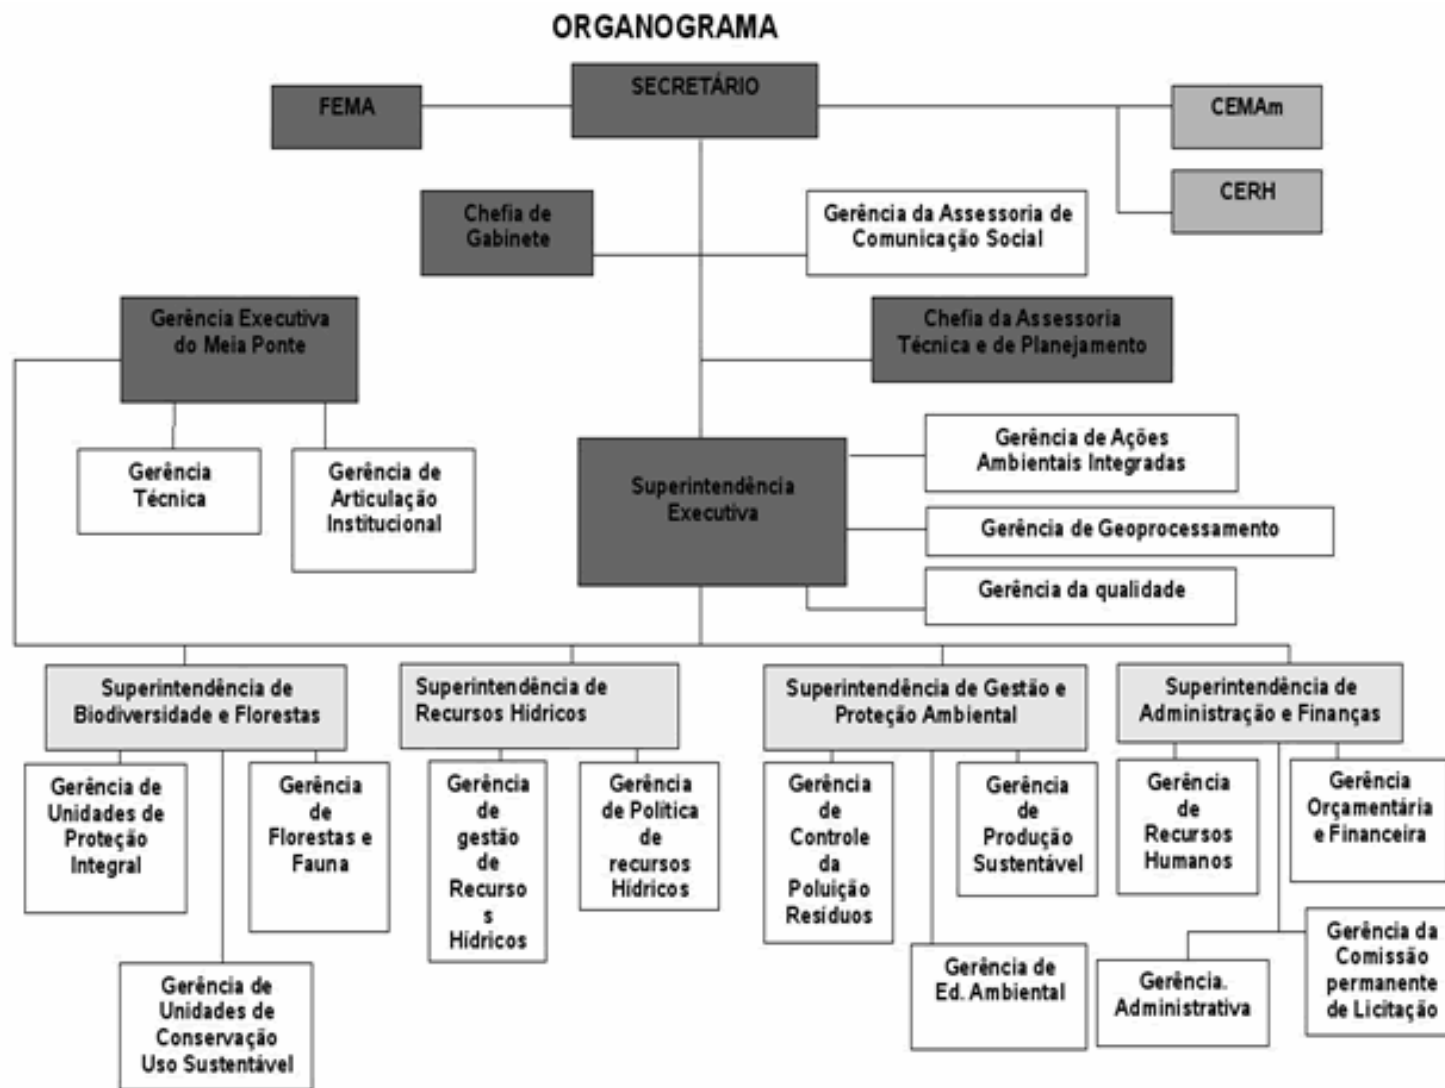 ORGANOGRAMA
FEMA
SECRETÁRIO
CEMAm
CERH
Chefia de
Gabinete
Gerência da Assessoria de
Comunicação Social
Gerência Executiva
do Meia Ponte
Chefia da Assessoria
Técnica e de Planejamento
Gerência
Técnica
Gerência de
Articulação
Institucional
Superintendência
Executiva
Gerência de Ações
Ambientais Integradas
Gerência de Geoprocessamento
Gerência da qualidade
Superintendência de
Biodiversidade e Florestas
Superintendência de
Recursos Hídricos
Superintendência de Gestão e
Proteção Ambiental
Superintendência de
Administração e Finanças
Gerência de
Unidades de
Proteção
Integral
Gerência
de
Florestas e
Fauna
Gerência
de
gestão
de
Recurso
s
Hídricos
Gerência
de Política
de
recursos
Hídricos
Gerência
de
Controle
da
Poluição
Resíduos
Gerência
de
Produção
Sustentável
Gerência
de
Recursos
Humanos
Gerência
Orçamentária
e Financeira
Gerência de
Unidades de
Conservação
Uso Sustentável
Gerência de
Ed. Ambiental
Gerência.
Administrativa
Gerência da
Comissão
permanente
de Licitação